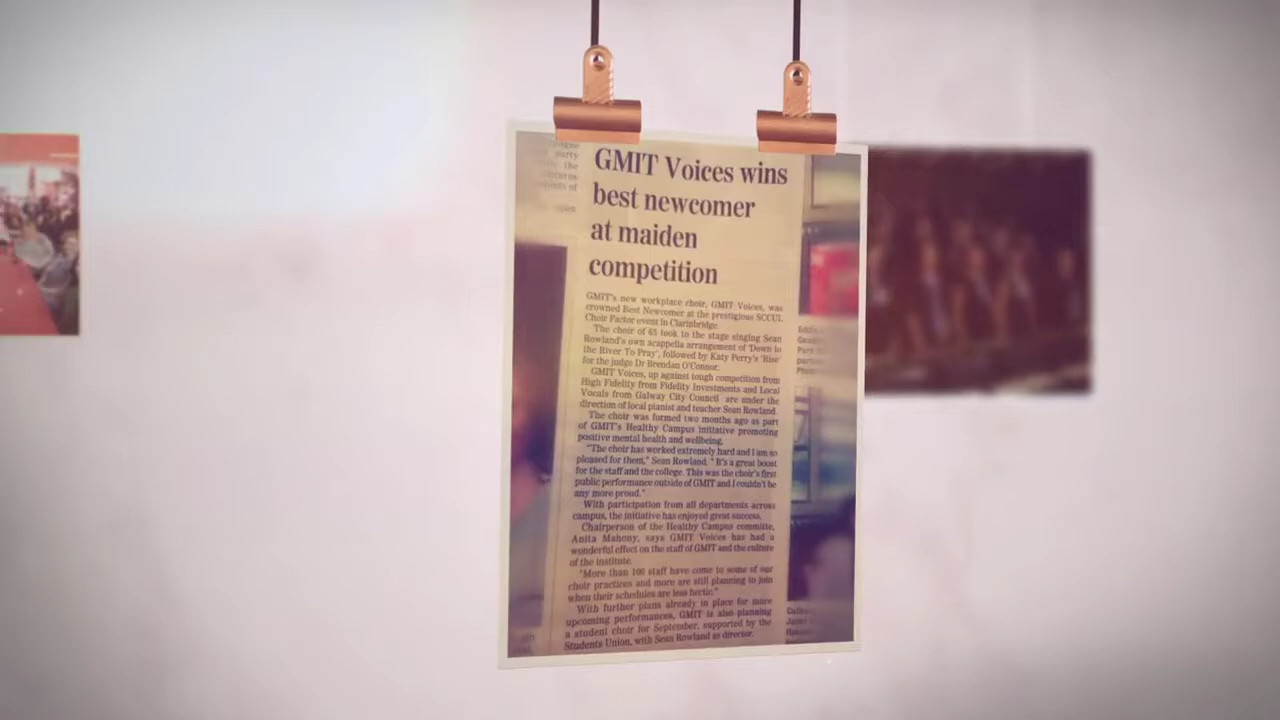 party
the
GMIT Voices wins
best newcomer
at maiden
competition
GMIT's new workplace choir, GMIT Voices, was
crowned Best Newcomer at the prestigious SCCUL
Choir Factor event in Clarinbridge.
The choir of 65 took to the stage singing Sean
Rowland's own acappella arrangement of 'Down to
the River To Pray', followed by Katy Perry's 'Rise'
for the judge Dr Brendan O'Connor.
GMIT Voices, up against tough competition from
High Fidelity from Fidelity Investments and Local
Vocals from Galway City Council are under the
direction of local pianist and teacher Sean Rowland.
The choir was formed two months ago as part
of GMIT's Healthy Campus initiative promoting
positive mental health and wellbeing.
"The choir has worked extremely hard and I am so
pleased for them," Sean Rowland. " It's a great boost
for the staff and the college. This was the choir's first
public performance outside of GMIT and I couldn't be
any more proud."
With participation from all departments across
campus, the initiative has enjoyed great success.
Chairperson of the Healthy Campus committe,
Anita Mahony, says GMIT Voices has had a
wonderful effect on the staff of GMIT and the culture
of the institute.
"More than 100 staff have come to some of our
choir practices and more are still planning to join
when their schedules are less hectic."
With further plans already in place for more
upcoming performances, GMIT is also planning
a student choir for September, supported by the
Students Union, with Sean Rowland as director.